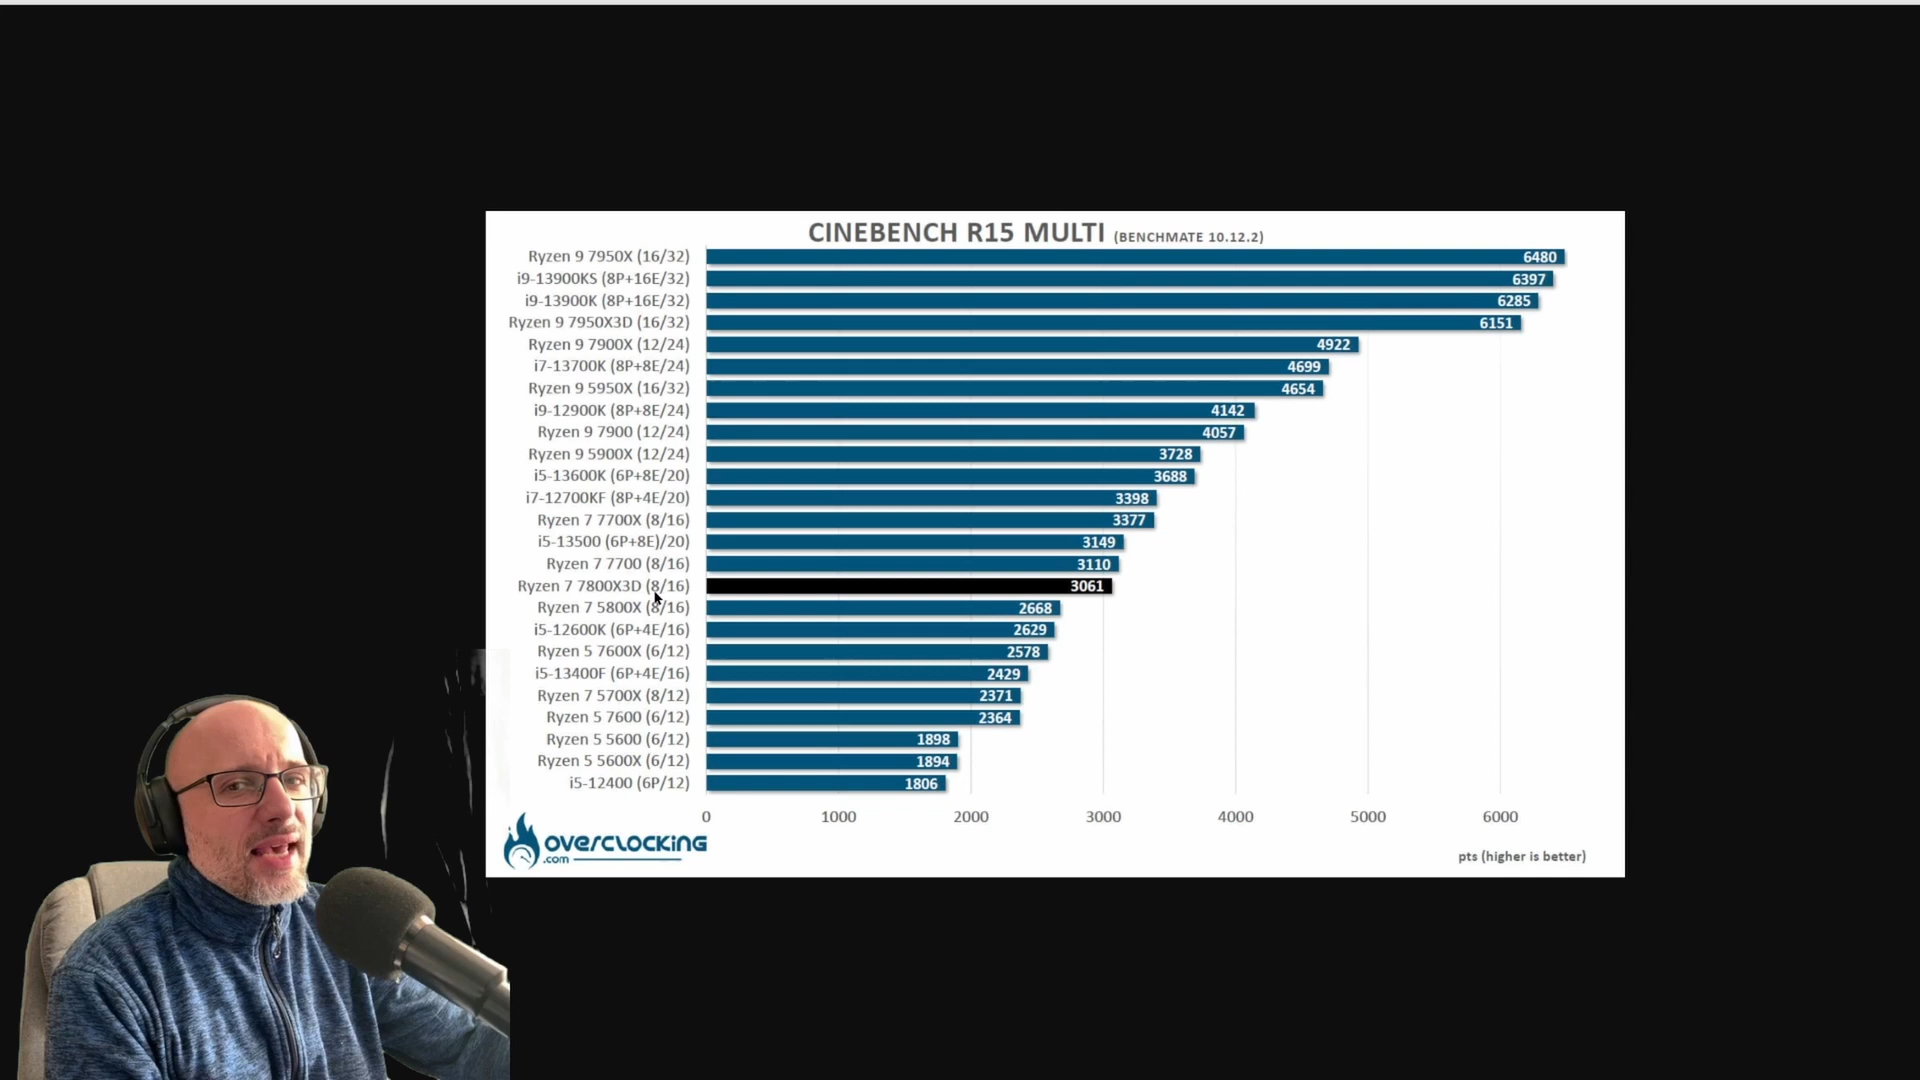 CINEBENCH R15 MULTI (BENCHMATE 10.12.2)
Ryzen 9 7950X (16/32) 6480
i9-13900KS (8P+16E/32) 6397
i9-13900K (8P+16E/32) 6285
Ryzen 9 7950X3D (16/32) 6151
Ryzen 9 7900X (12/24) 4922
i7-13700K (8P+8E/24) 4699
Ryzen 9 5950X (16/32) 4654
i9-12900K (8P+8E/24) 4142
Ryzen 9 7900 (12/24) 4057
Ryzen 9 5900X (12/24) 3728
i5-13600K (6P+8E/20) 3688
i7-12700KF (8P+4E/20) 3398
Ryzen 7 7700X (8/16) 3377
i5-13500 (6P+8E)/20) 3149
Ryzen 7 7700 (8/16) 3110
Ryzen 7 7800X3D (8/16) 3061
Ryzen 7 5800X (8/16) 2668
i5-12600K (6P+4E/16) 2629
Ryzen 5 7600X (6/12) 2578
i5-13400F (6P+4E/16) 2429
Ryzen 7 5700X (8/12) 2371
Ryzen 5 7600 (6/12) 2364
Ryzen 5 5600 (6/12) 1898
Ryzen 5 5600X (6/12) 1894
i5-12400 (6P/12) 1806
0 1000 2000 3000 4000 5000 6000
OVERCLOCKING
.com
pts (higher is better)